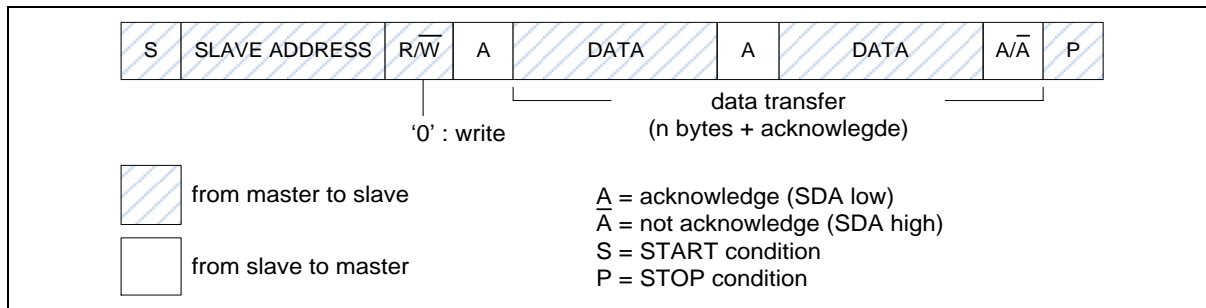 S SLAVE ADDRESS R/W̅ A DATA A DATA A/A̅ P
data transfer
(n bytes + acknowlegde)
‘0’ : write
from master to slave
from slave to master
A = acknowledge (SDA low)
A̅ = not acknowledge (SDA high)
S = START condition
P = STOP condition